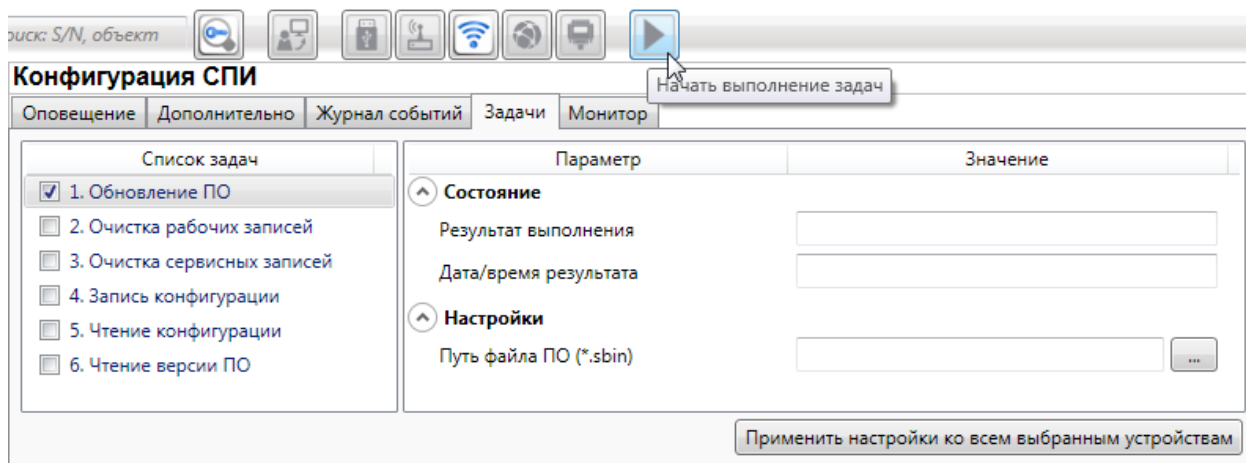 оиск: S/N, объект
Конфигурация СПИ
Начать выполнение задач
Оповещение Дополнительно Журнал событий Задачи Монитор
Список задач Параметр Значение
1. Обновление ПО Состояние
2. Очистка рабочих записей Результат выполнения
3. Очистка сервисных записей Дата/время результата
4. Запись конфигурации Настройки
5. Чтение конфигурации
6. Чтение версии ПО Путь файла ПО (*.sbin) ...
Применить настройки ко всем выбранным устройствам